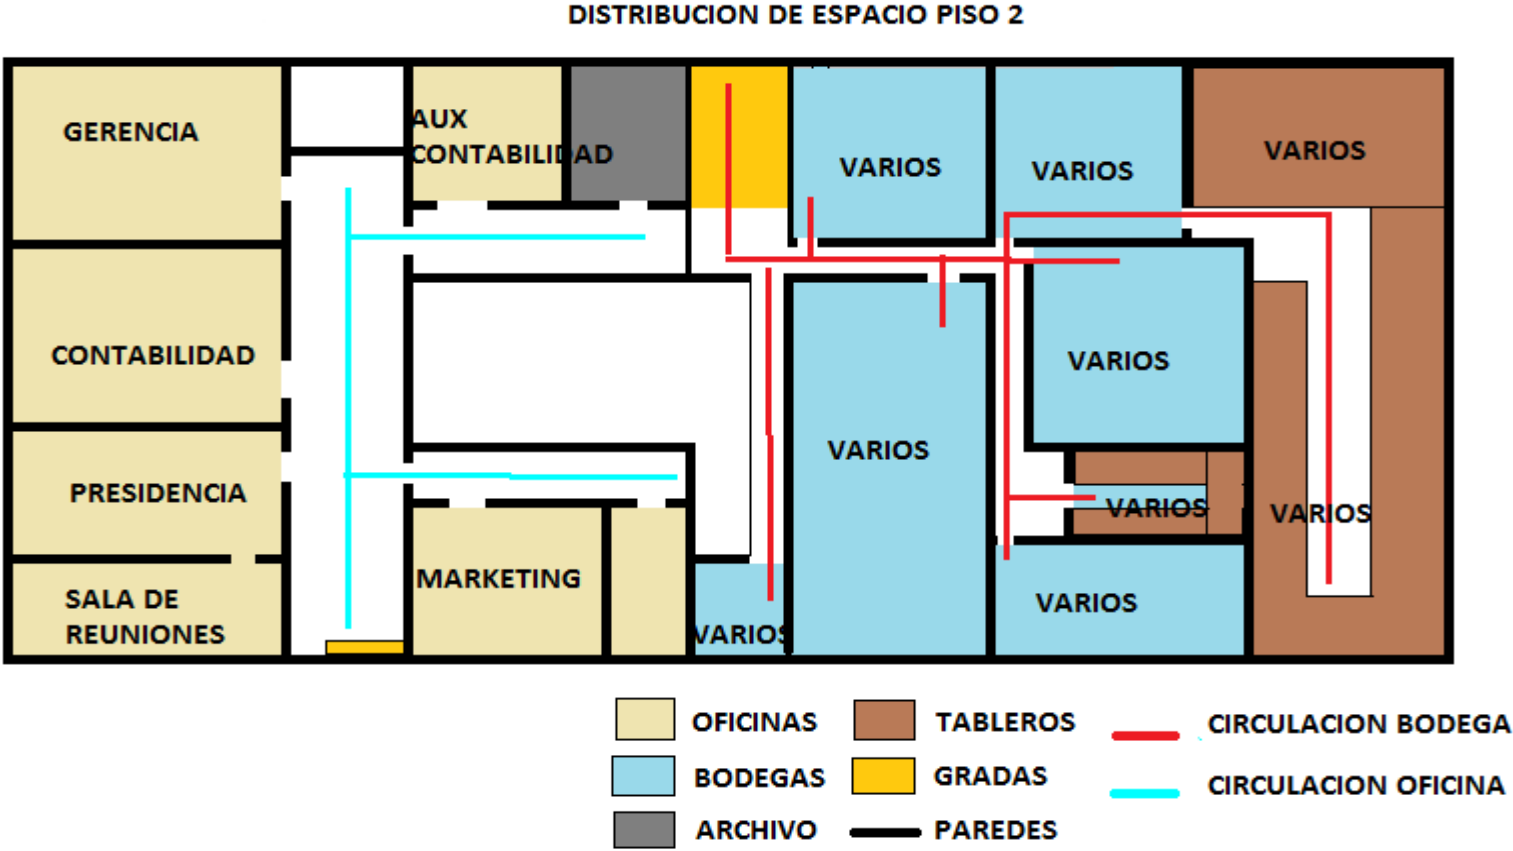 DISTRIBUCION DE ESPACIO PISO 2
GERENCIA
AUX
CONTABILIDAD
VARIOS
VARIOS
VARIOS
CONTABILIDAD
VARIOS
VARIOS
PRESIDENCIA
VARIOS
VARIOS
MARKETING
SALA DE
REUNIONES
VARIOS
VARIOS
OFICINAS
TABLEROS
CIRCULACION BODEGA
BODEGAS
GRADAS
CIRCULACION OFICINA
ARCHIVO
PAREDES